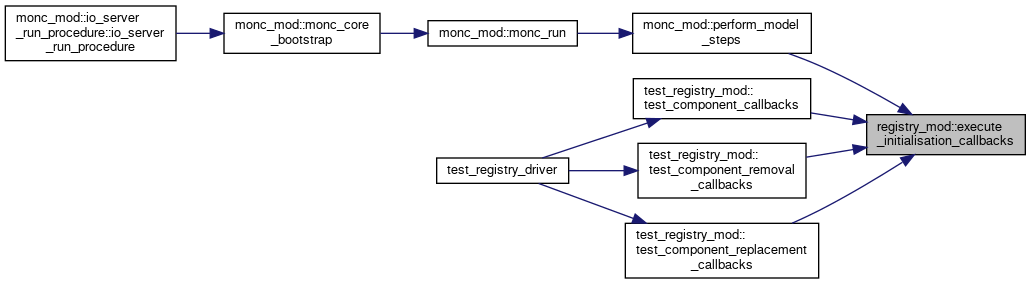 monc_mod::io_server
_run_procedure::io_server
_run_procedure
monc_mod::monc_core
_bootstrap
monc_mod::monc_run
monc_mod::perform_model
_steps
test_registry_mod::
test_component_callbacks
registry_mod::execute
_initialisation_callbacks
test_registry_driver
test_registry_mod::
test_component_removal
_callbacks
test_registry_mod::
test_component_replacement
_callbacks